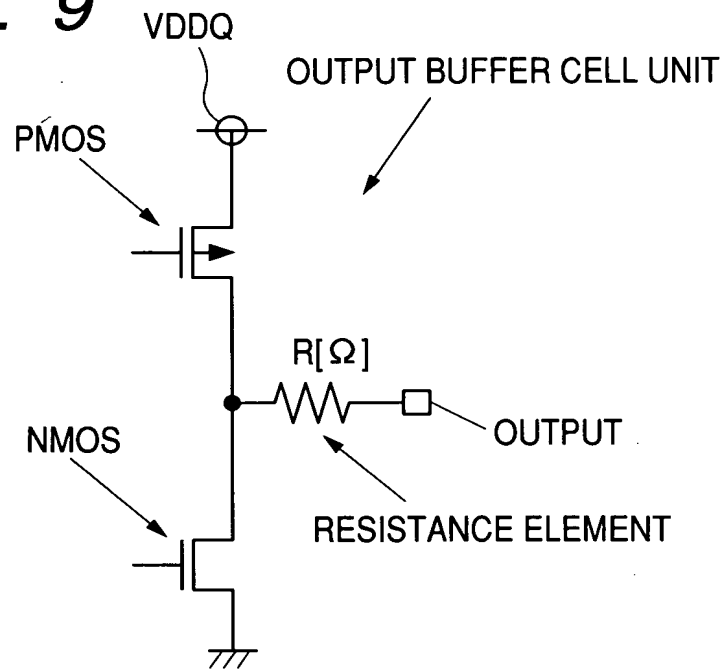 9
VDDQ
OUTPUT BUFFER CELL UNIT
PMOS
R[Ω]
NMOS
OUTPUT
RESISTANCE ELEMENT